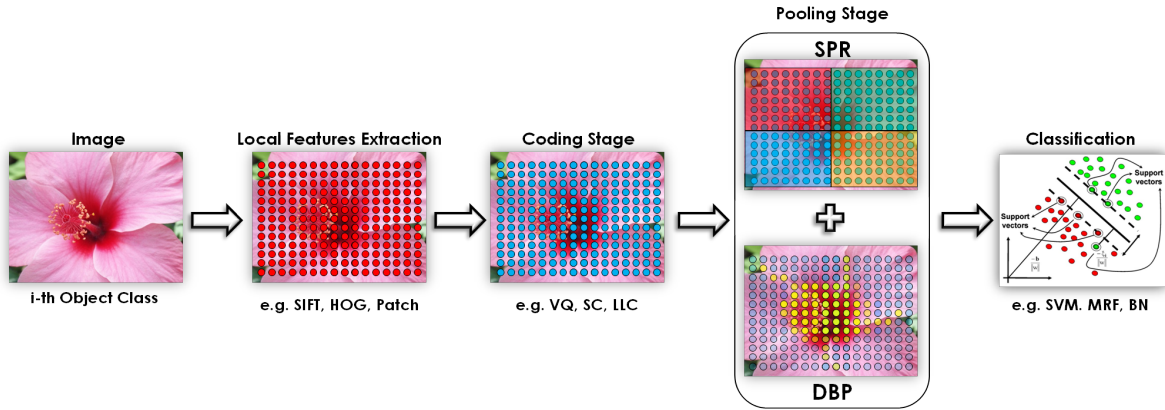 Pooling Stage
SPR
Image
Local Features Extraction
Coding Stage
Classification
Support
vectors
Support
vectors
i-th Object Class
e.g. SIFT, HOG, Patch
e.g. VQ, SC, LLC
e.g. SVM. MRF, BN
DBP